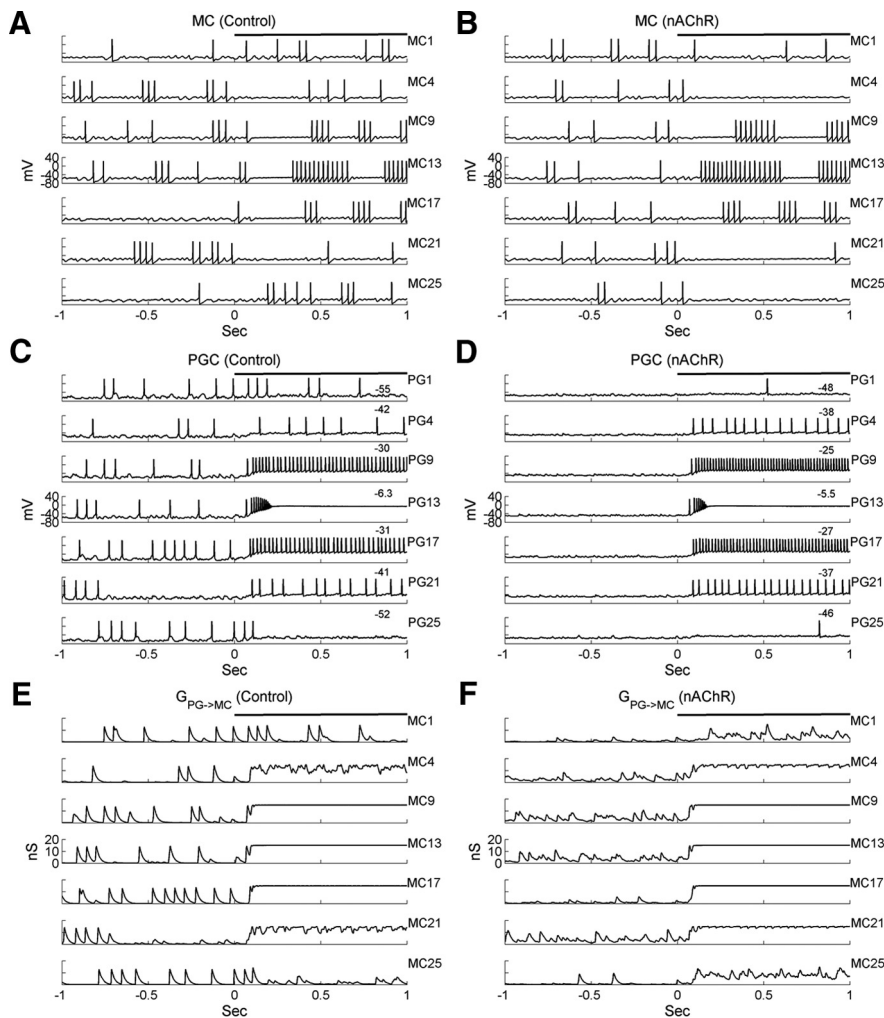 A
MC (Control)
MC1
MC4
MC9
mV
40
0
-40
-80
MC13
MC17
MC21
MC25
-1
-0.5
0
0.5
1
Sec
B
MC (nAChR)
MC1
MC4
MC9
mV
40
0
-40
-80
MC13
MC17
MC21
MC25
-1
-0.5
0
0.5
1
Sec
C
PGC (Control)
PG1
-55
-42
PG4
-30
PG9
-6.3
mV
40
0
-40
-80
PG13
-31
PG17
-41
PG21
-52
PG25
-1
-0.5
0
0.5
1
Sec
D
PGC (nAChR)
PG1
-48
-38
PG4
-25
PG9
-5.5
mV
40
0
-40
-80
PG13
-27
PG17
-37
PG21
-46
PG25
-1
-0.5
0
0.5
1
Sec
E
G PG->MC (Control)
MC1
MC4
MC9
nS
20
10
0
MC13
MC17
MC21
MC25
-1
-0.5
0
0.5
1
Sec
F
G PG->MC (nAChR)
MC1
MC4
MC9
nS
20
10
0
MC13
MC17
MC21
MC25
-1
-0.5
0
0.5
1
Sec